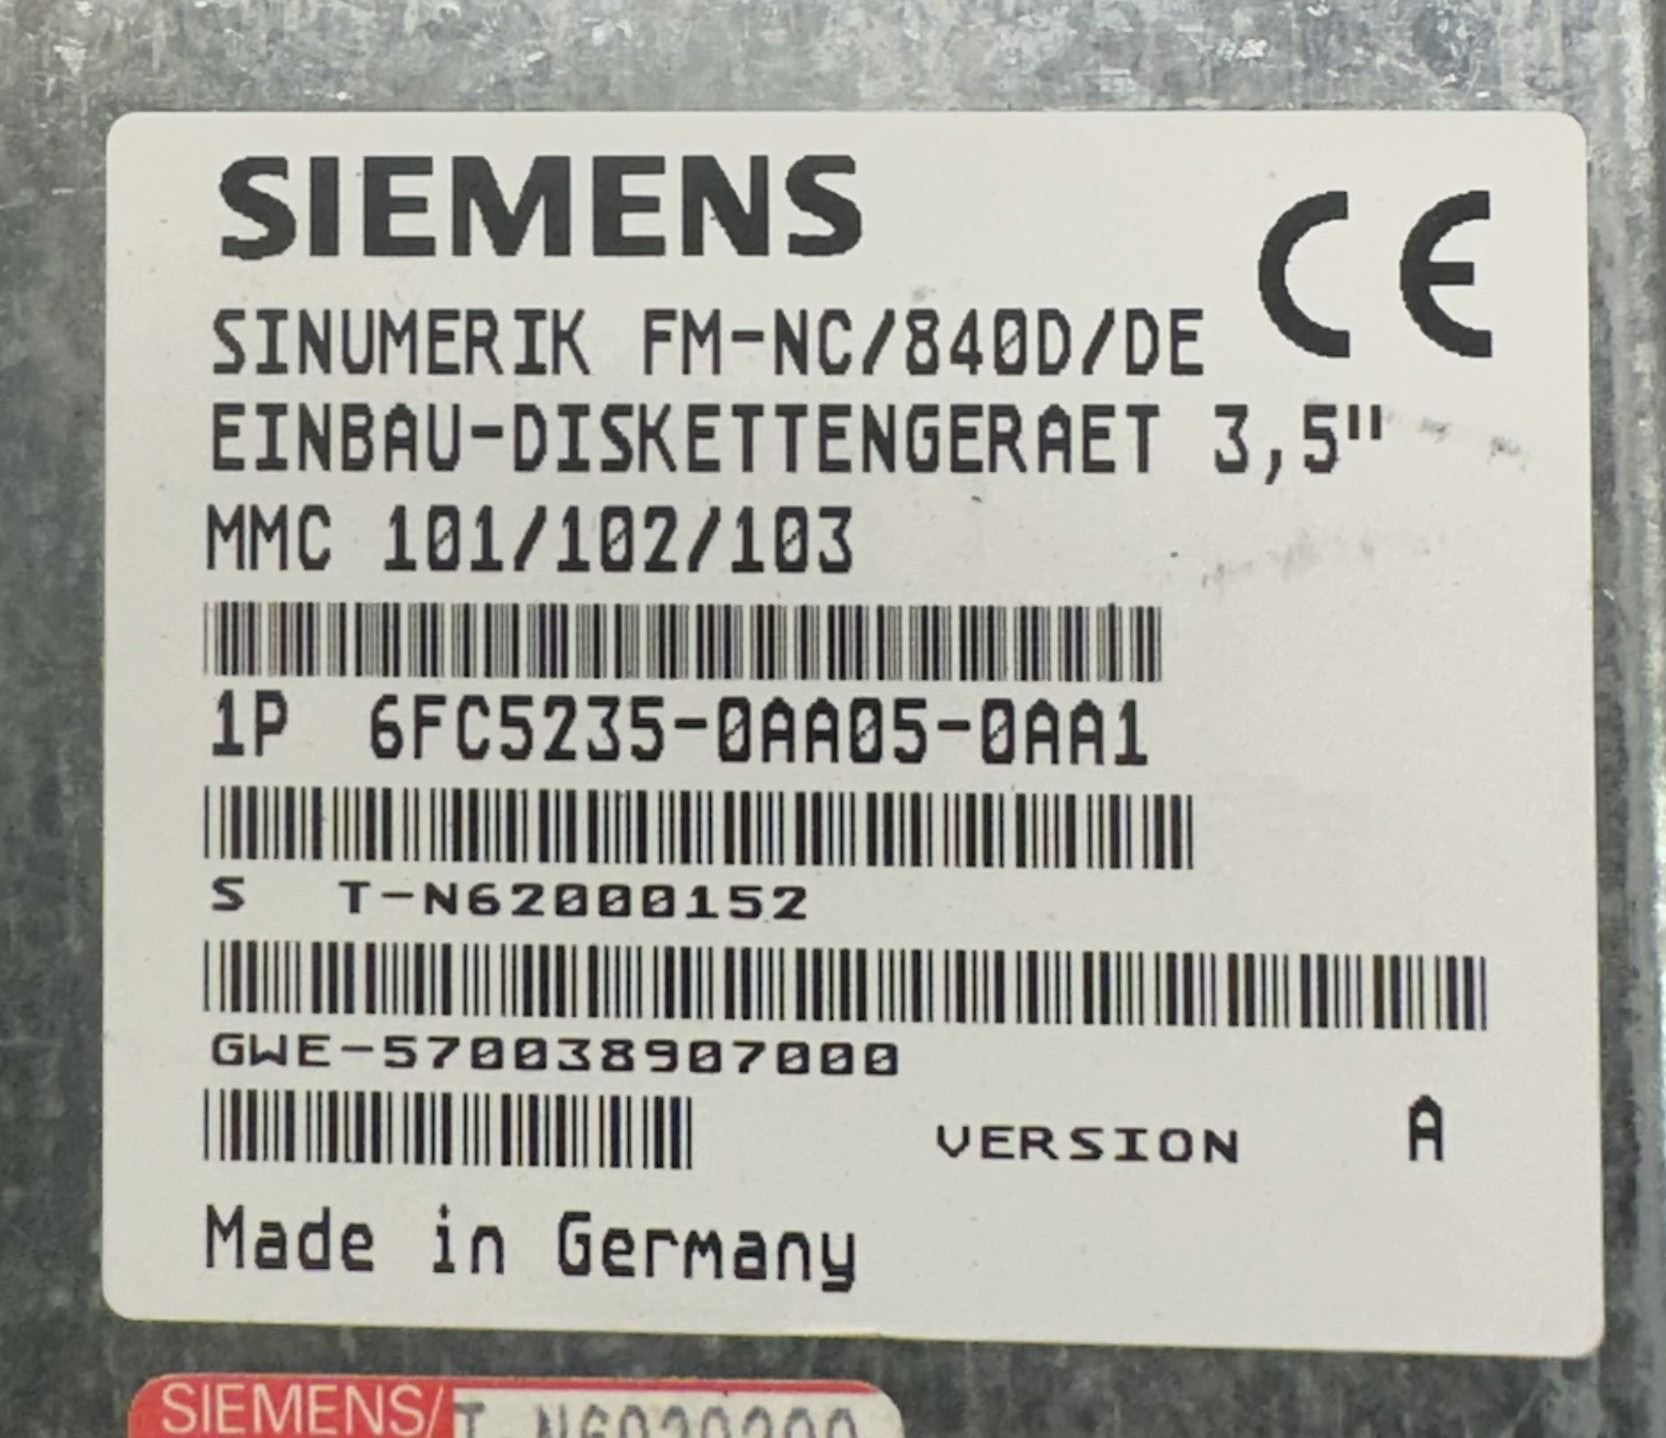 SIEMENS
CE
SINUMERIK FM-NC/840D/DE
EINBAU-DISKETTENGERAET 3,5"
MMC 101/102/103
1P 6FC5235-0AA05-0AA1
S T-N62000152
GWE-570038907000
VERSION A
Made in Germany
SIEMENS/